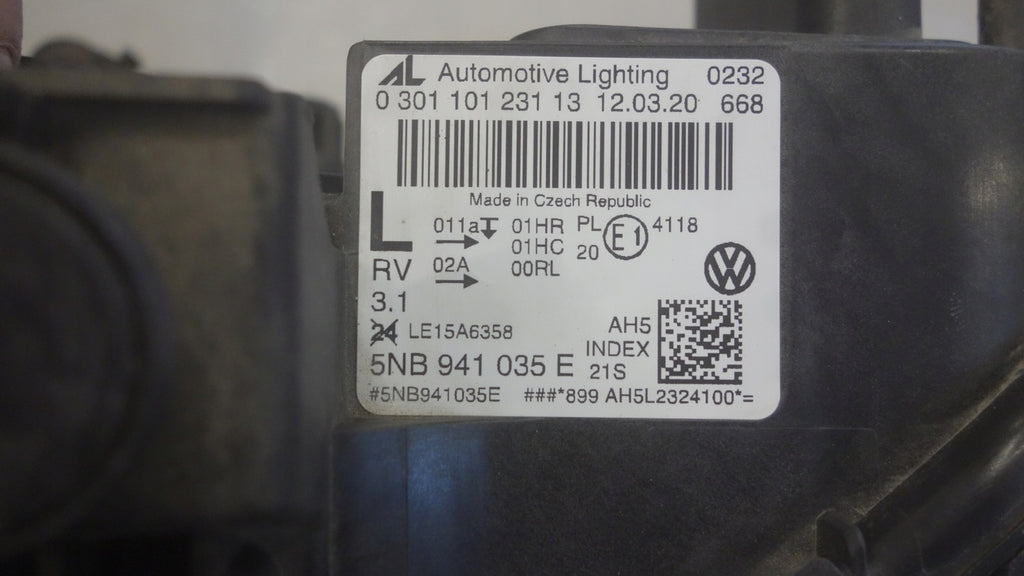 AL Automotive Lighting 0232
0 301 101 231 13 12.03.20 668
Made in Czech Republic
L 011a 01HR PL E1 4118
01HC 20
RV 02A 00RL
VW
3.1
24 LE15A6358 AH5
INDEX
5NB 941 035 E 21S
#5NB941035E ###*899 AH5L2324100*=